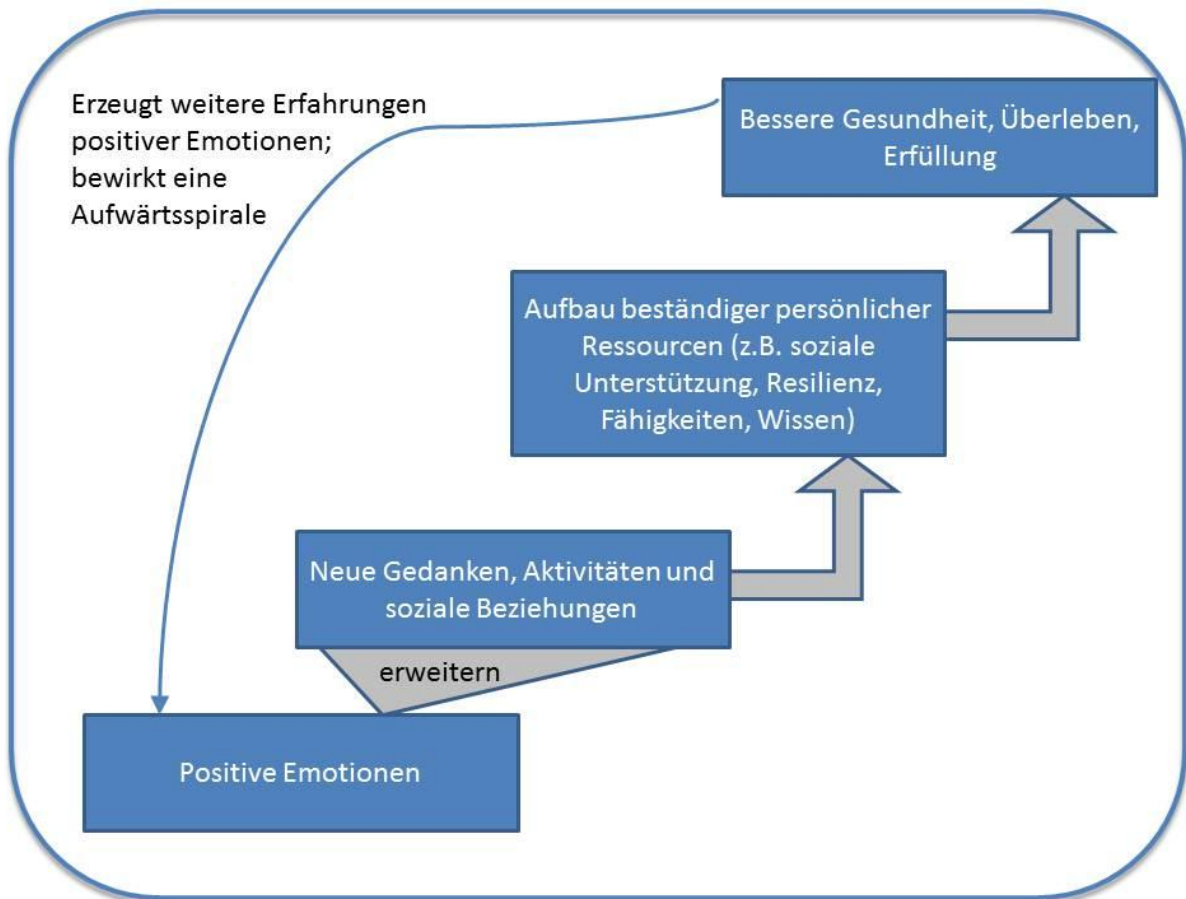 Erzeugt weitere Erfahrungen
positiver Emotionen;
bewirkt eine
Aufwärtsspirale
Bessere Gesundheit, Überleben,
Erfüllung
Aufbau beständiger persönlicher
Ressourcen (z.B. soziale
Unterstützung, Resilienz,
Fähigkeiten, Wissen)
Neue Gedanken, Aktivitäten und
soziale Beziehungen
erweitern
Positive Emotionen